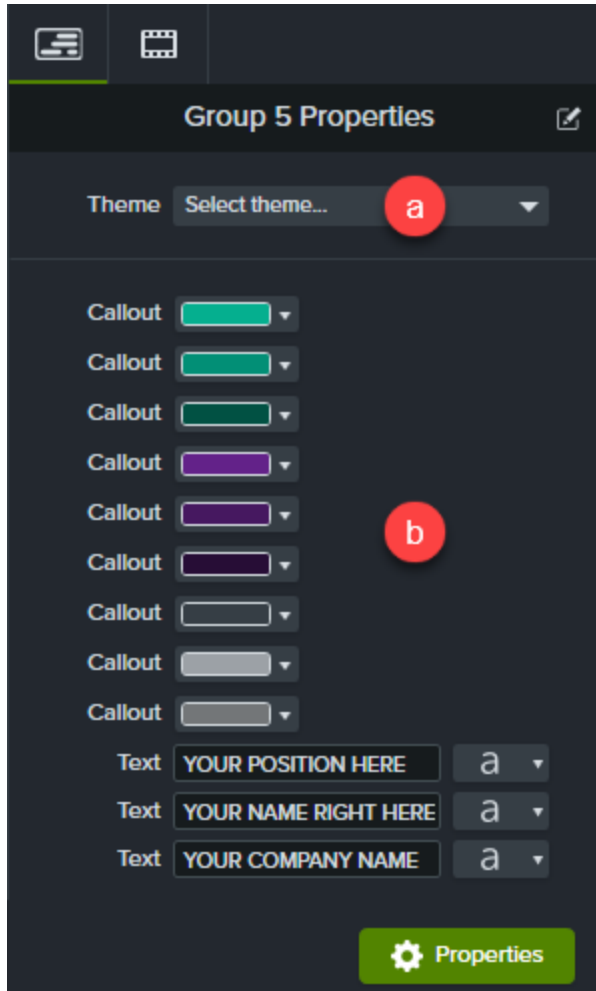 Group 5 Properties
Theme Select theme... a
Callout
Callout
Callout
Callout
Callout
b
Callout
Callout
Callout
Callout
Text YOUR POSITION HERE a
Text YOUR NAME RIGHT HERE a
Text YOUR COMPANY NAME a
Properties